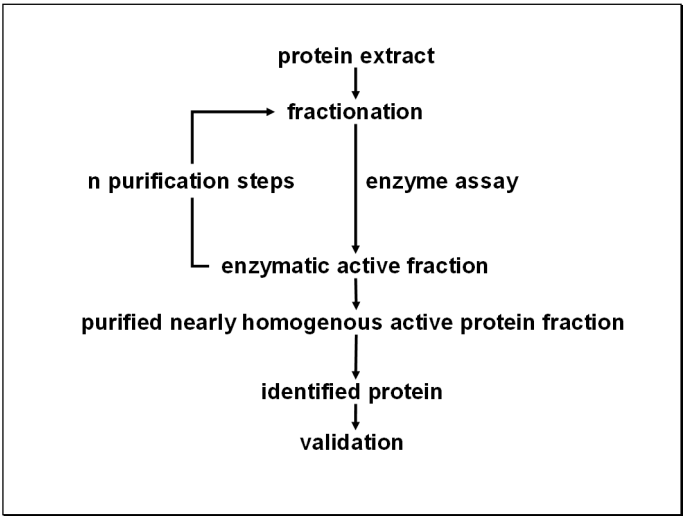 protein extract
fractionation
n purification steps
enzyme assay
enzymatic active fraction
purified nearly homogenous active protein fraction
identified protein
validation